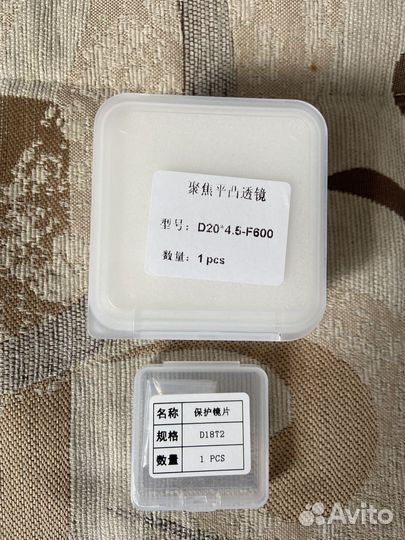 聚焦平凸透镜
型号： D20*4.5-F600
数量： 1 pcs
名称 保护镜片
规格 D18T2
数量 1 PCS
Avito